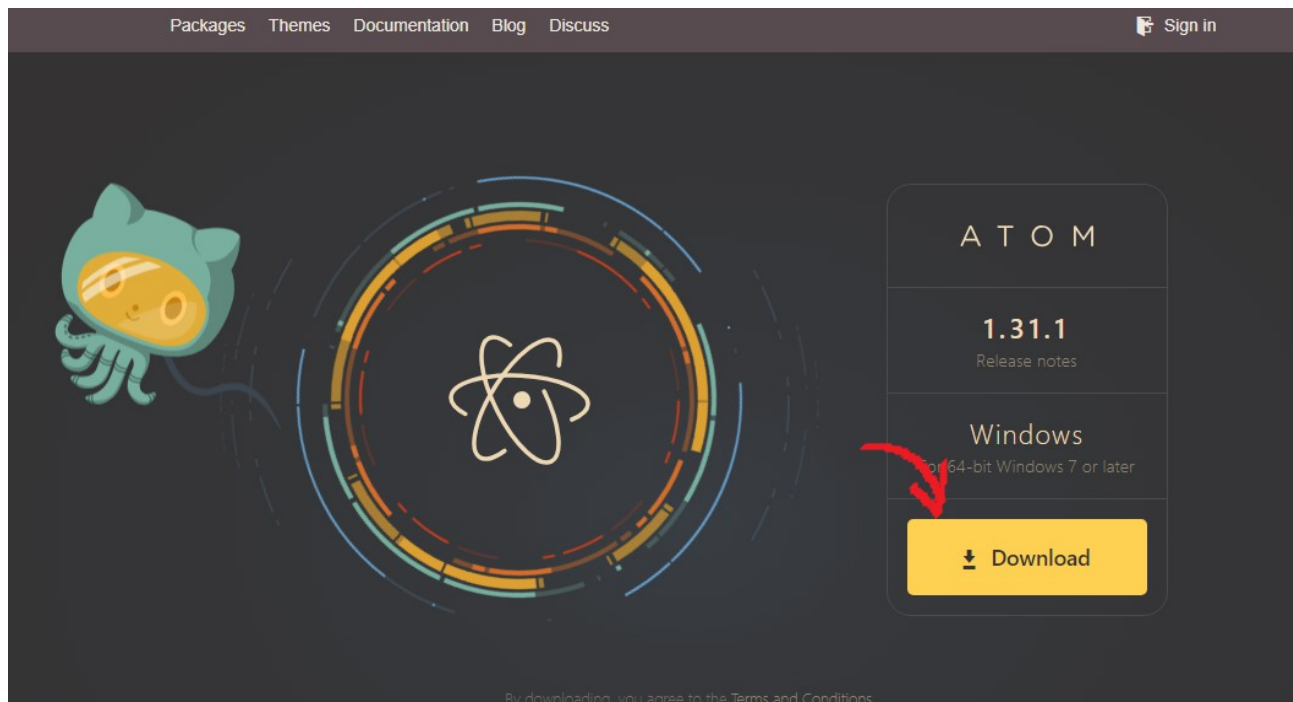 Packages Themes Documentation Blog Discuss Sign in
ATOM
1.31.1
Release notes
Windows
For 64-bit Windows 7 or later
Download
By downloading, you agree to the Terms and Conditions